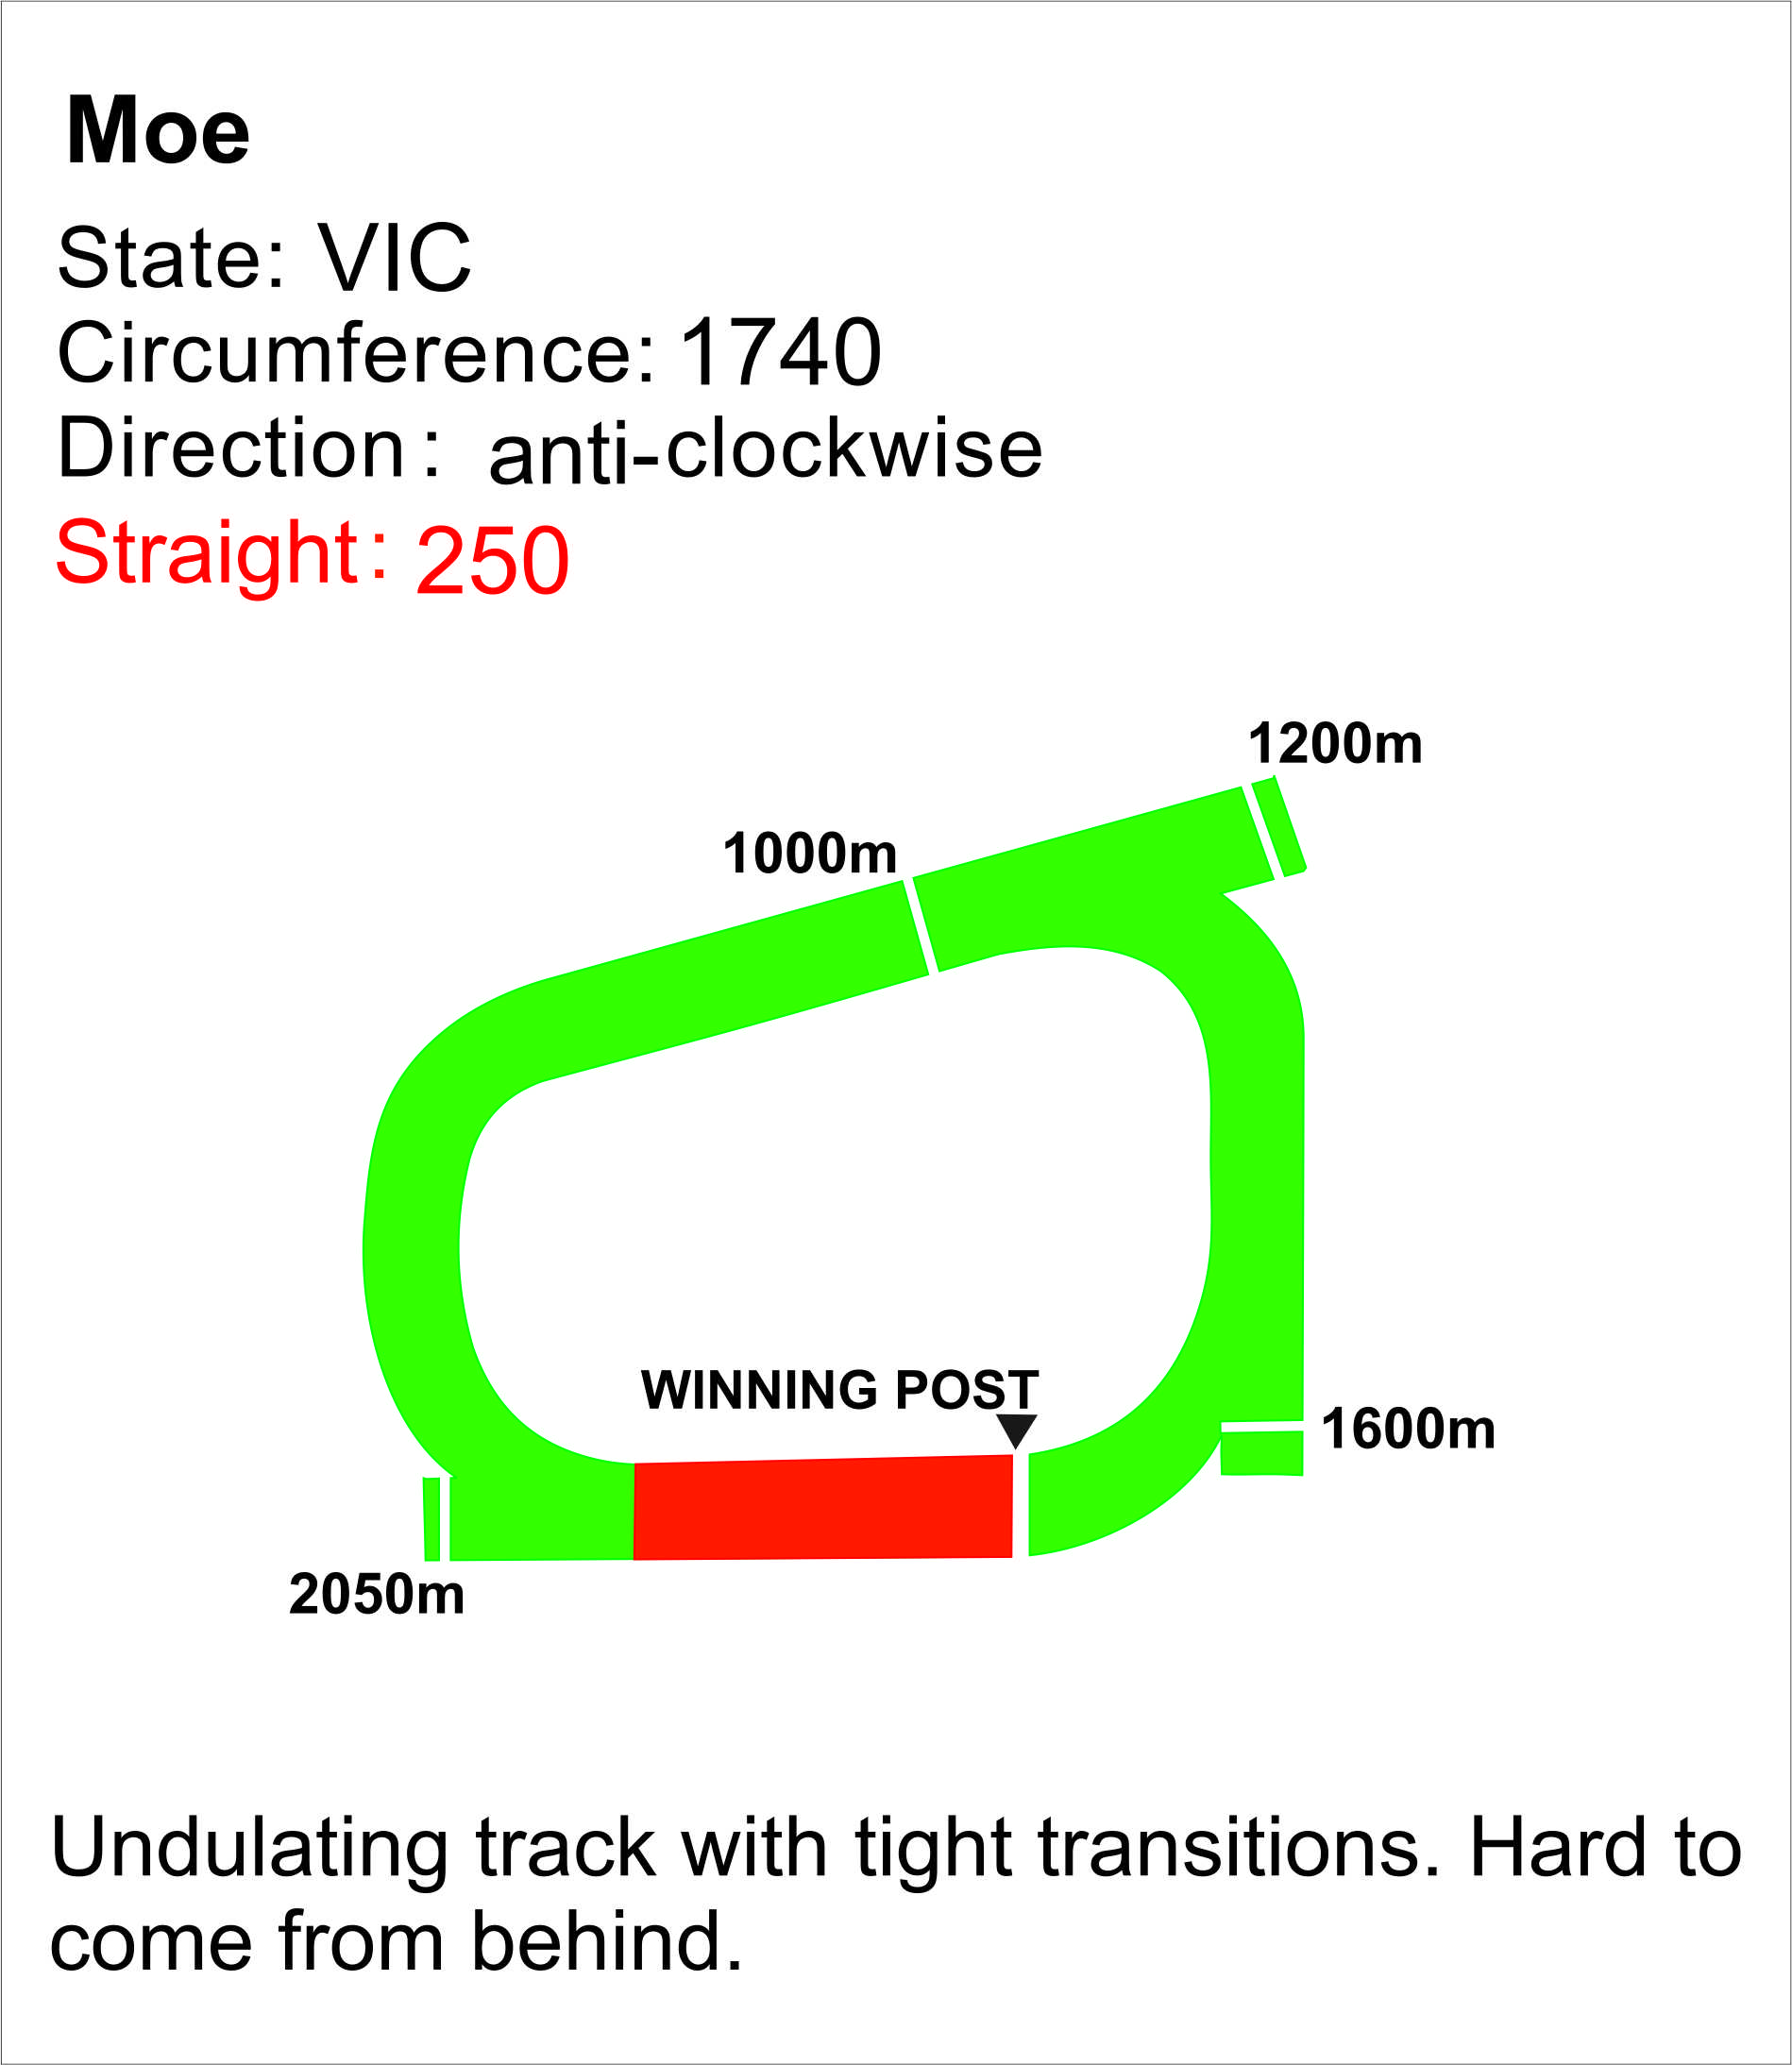 Moe
State: VIC
Circumference: 1740
Direction: anti-clockwise
Straight: 250
1200m
1000m
WINNING POST
1600m
2050m
Undulating track with tight transitions. Hard to
come from behind.